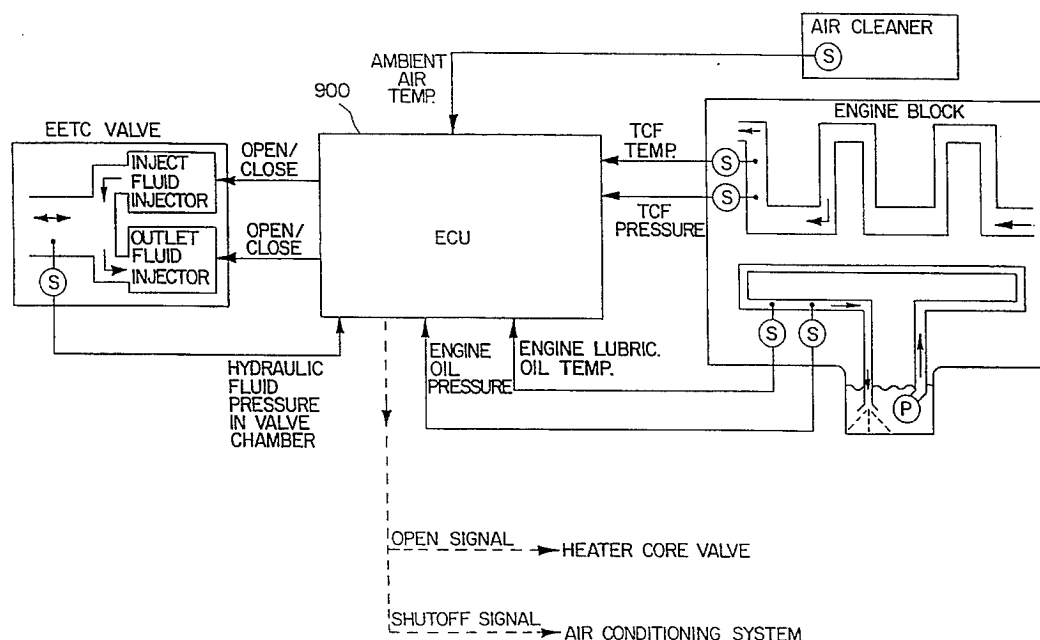 AIR CLEANER
S
AMBIENT
AIR
TEMP.
900
ENGINE BLOCK
EETC VALVE
OPEN/
CLOSE
INJECT
FLUID
INJECTOR
TCF
TEMP.
S
S
TCF
PRESSURE
ECU
OPEN/
CLOSE
OUTLET
FLUID
INJECTOR
S
S
S
HYDRAULIC
FLUID
PRESSURE
IN VALVE
CHAMBER
ENGINE
OIL
PRESSURE
ENGINE LUBRIC.
OIL TEMP.
P
OPEN SIGNAL
HEATER CORE VALVE
SHUTOFF SIGNAL
AIR CONDITIONING SYSTEM